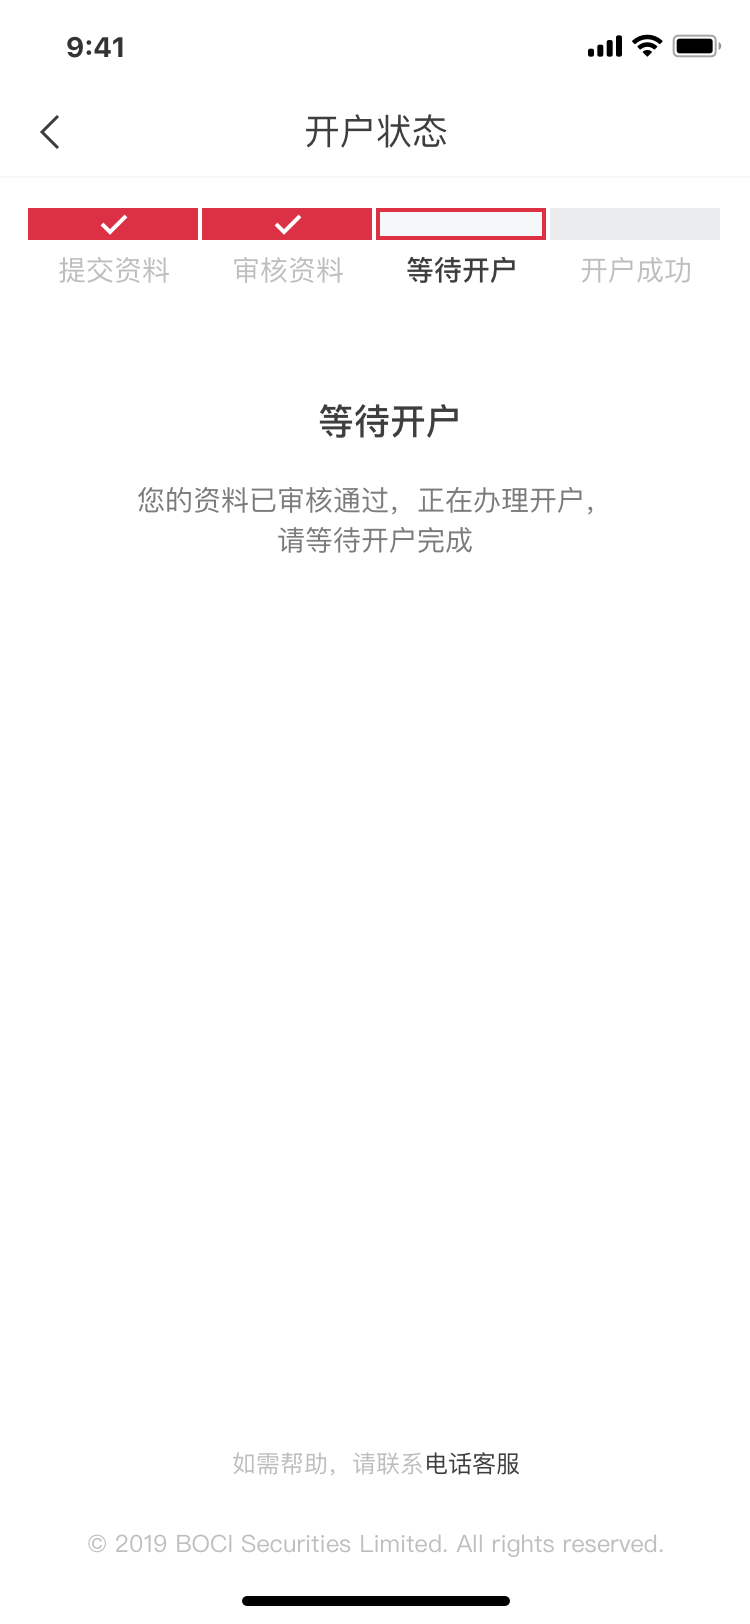 9:41
开户状态
提交资料 审核资料 等待开户 开户成功
等待开户
您的资料已审核通过，正在办理开户，
请等待开户完成
如需帮助，请联系电话客服
© 2019 BOCI Securities Limited. All rights reserved.